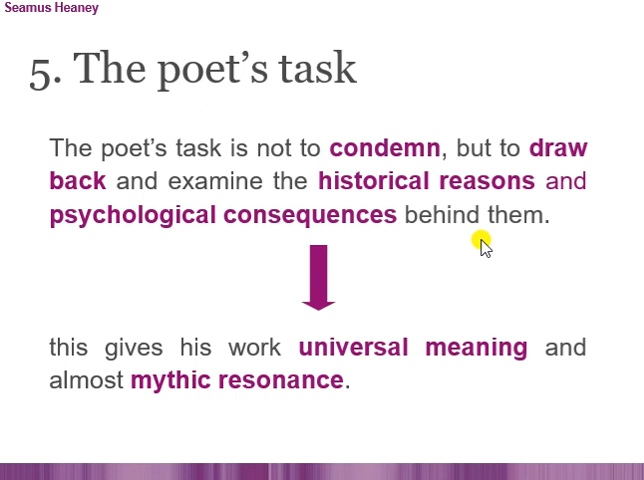 Seamus Heaney
5. The poet’s task
The poet’s task is not to condemn, but to draw
back and examine the historical reasons and
psychological consequences behind them.
this gives his work universal meaning and
almost mythic resonance.